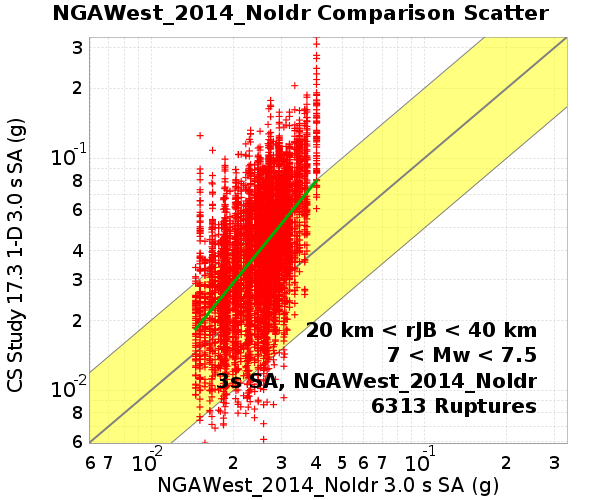 NGAWest_2014_NoIdr Comparison Scatter
CS Study 17.3 1-D 3.0 s SA (g)
3
2
10^-1
8
6
4
3
2
10^-2
8
6
20 km < rJB < 40 km
7 < Mw < 7.5
3s SA, NGAWest_2014_NoIdr
6313 Ruptures
6 7 10^-2 2 3 4 5 6 7 10^-1 2 3
NGAWest_2014_NoIdr 3.0 s SA (g)